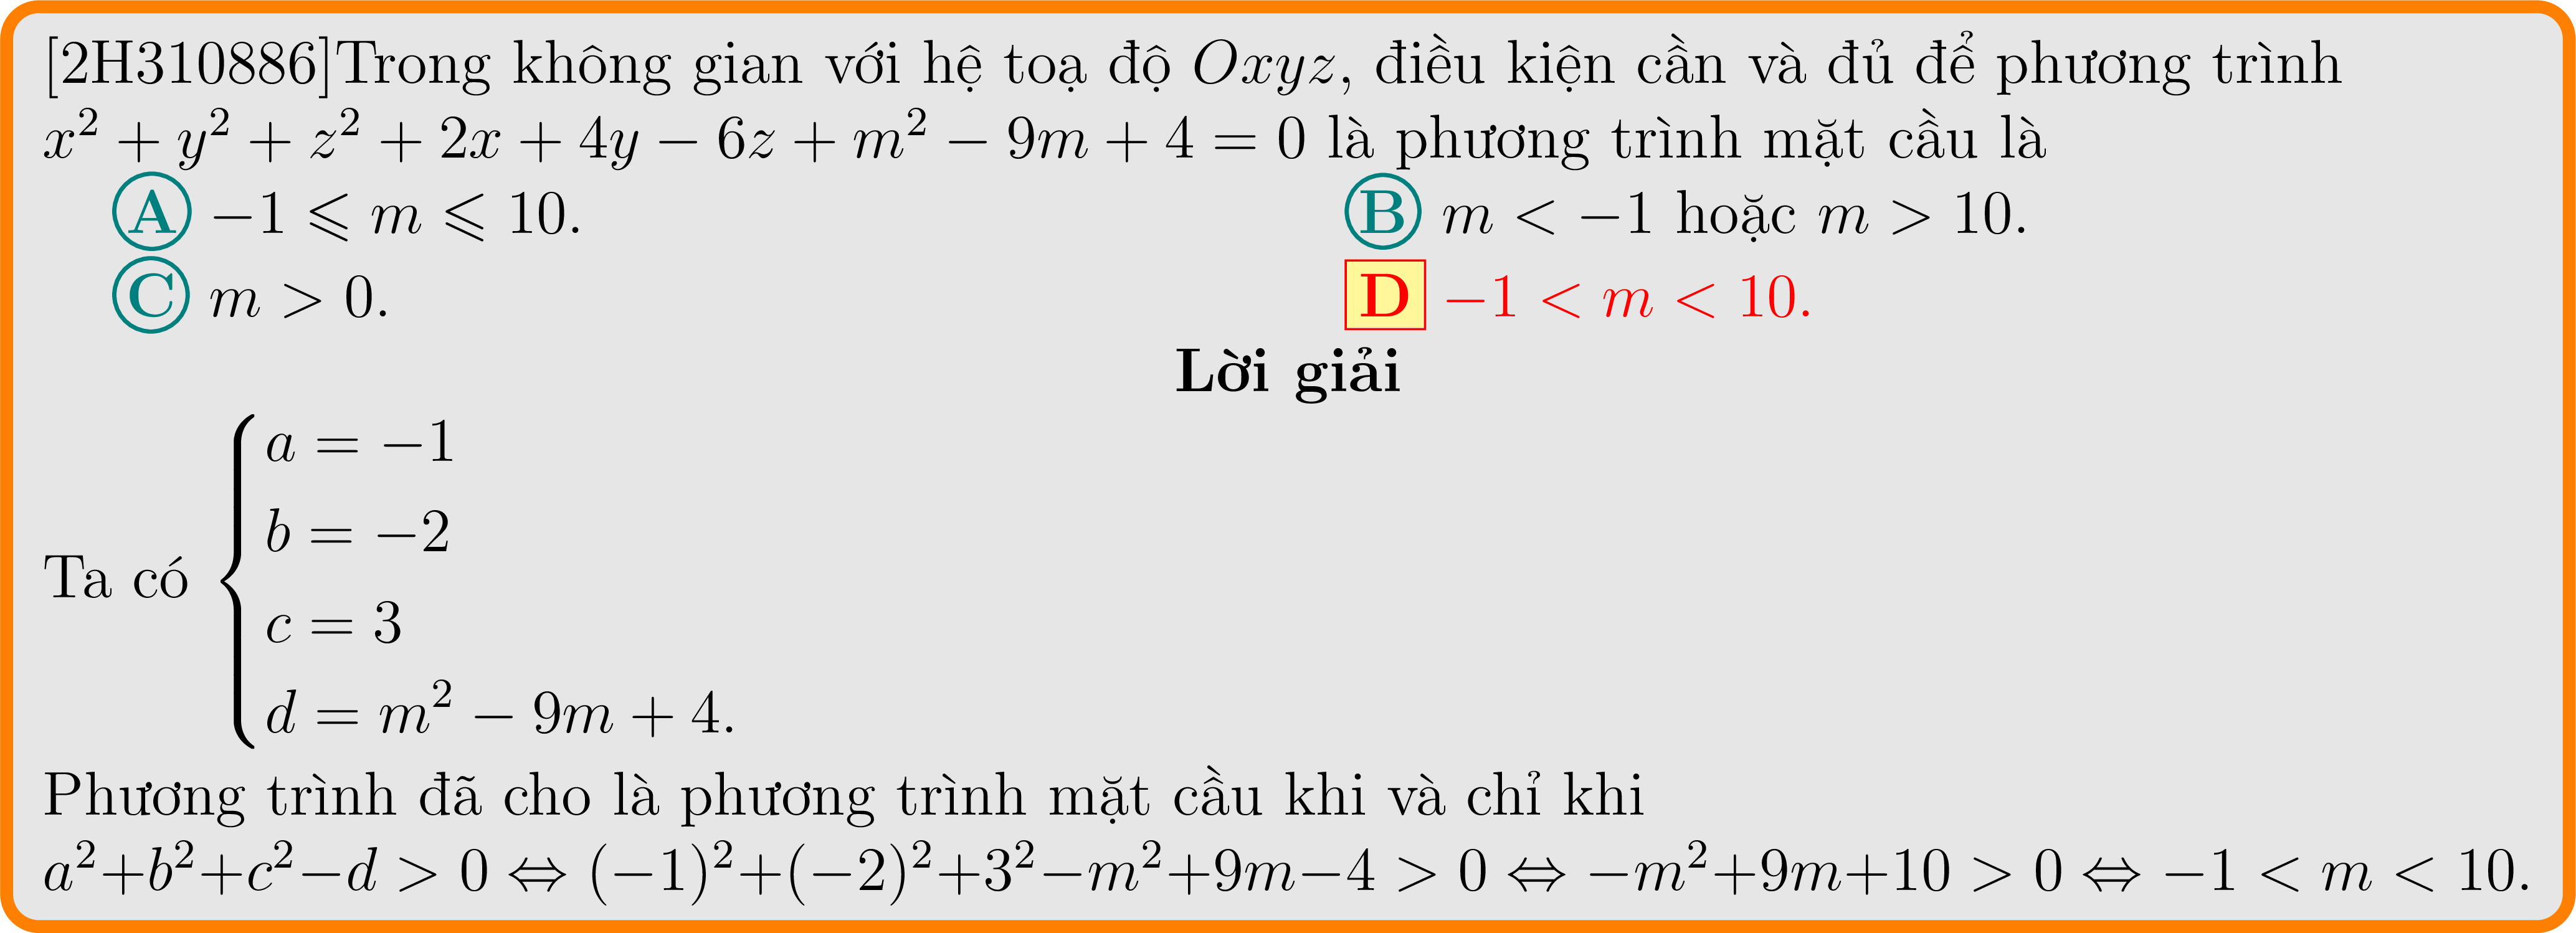 [2H310886]Trong không gian với hệ toạ độ Oxyz, điều kiện cần và đủ để phương trình
x² + y² + z² + 2x + 4y − 6z + m² − 9m + 4 = 0 là phương trình mặt cầu là
A −1 ⩽ m ⩽ 10. B m < −1 hoặc m > 10.
C m > 0. D −1 < m < 10.
Lời giải
a = −1
b = −2
Ta có
c = 3
d = m² − 9m + 4.
Phương trình đã cho là phương trình mặt cầu khi và chỉ khi
a²+b²+c²−d > 0 ⇔ (−1)²+(−2)²+3²−m²+9m−4 > 0 ⇔ −m²+9m+10 > 0 ⇔ −1 < m < 10.